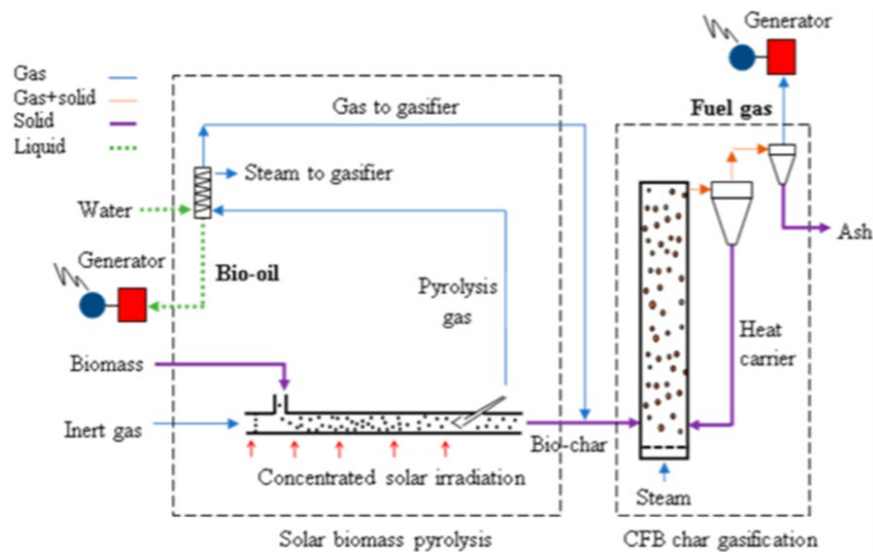 Generator
Gas
Gas+solid
Solid
Liquid
Gas to gasifier
Fuel gas
Steam to gasifier
Water
Ash
Generator
Bio-oil
Pyrolysis
gas
Heat
carrier
Biomass
Inert gas
Bio-char
Concentrated solar irradiation
Steam
Solar biomass pyrolysis
CFB char gasification